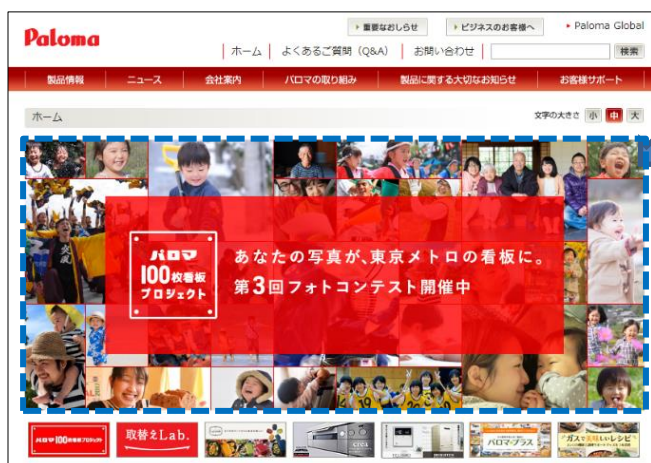 Paloma
重要なおしらせ
ビジネスのお客様へ
Paloma Global
ホーム
よくあるご質問（Q&A）
お問い合わせ
検索
製品情報
ニュース
会社案内
パロマの取り組み
製品に関する大切なお知らせ
お客様サポート
ホーム
文字の大きさ 小 中 大
パロマ
100枚看板
プロジェクト
あなたの写真が、東京メトロの看板に。
第3回フォトコンテスト開催中
パロマ100枚看板プロジェクト
取替えLab.
パロマ・プラス
ガスで美味しいレシピ